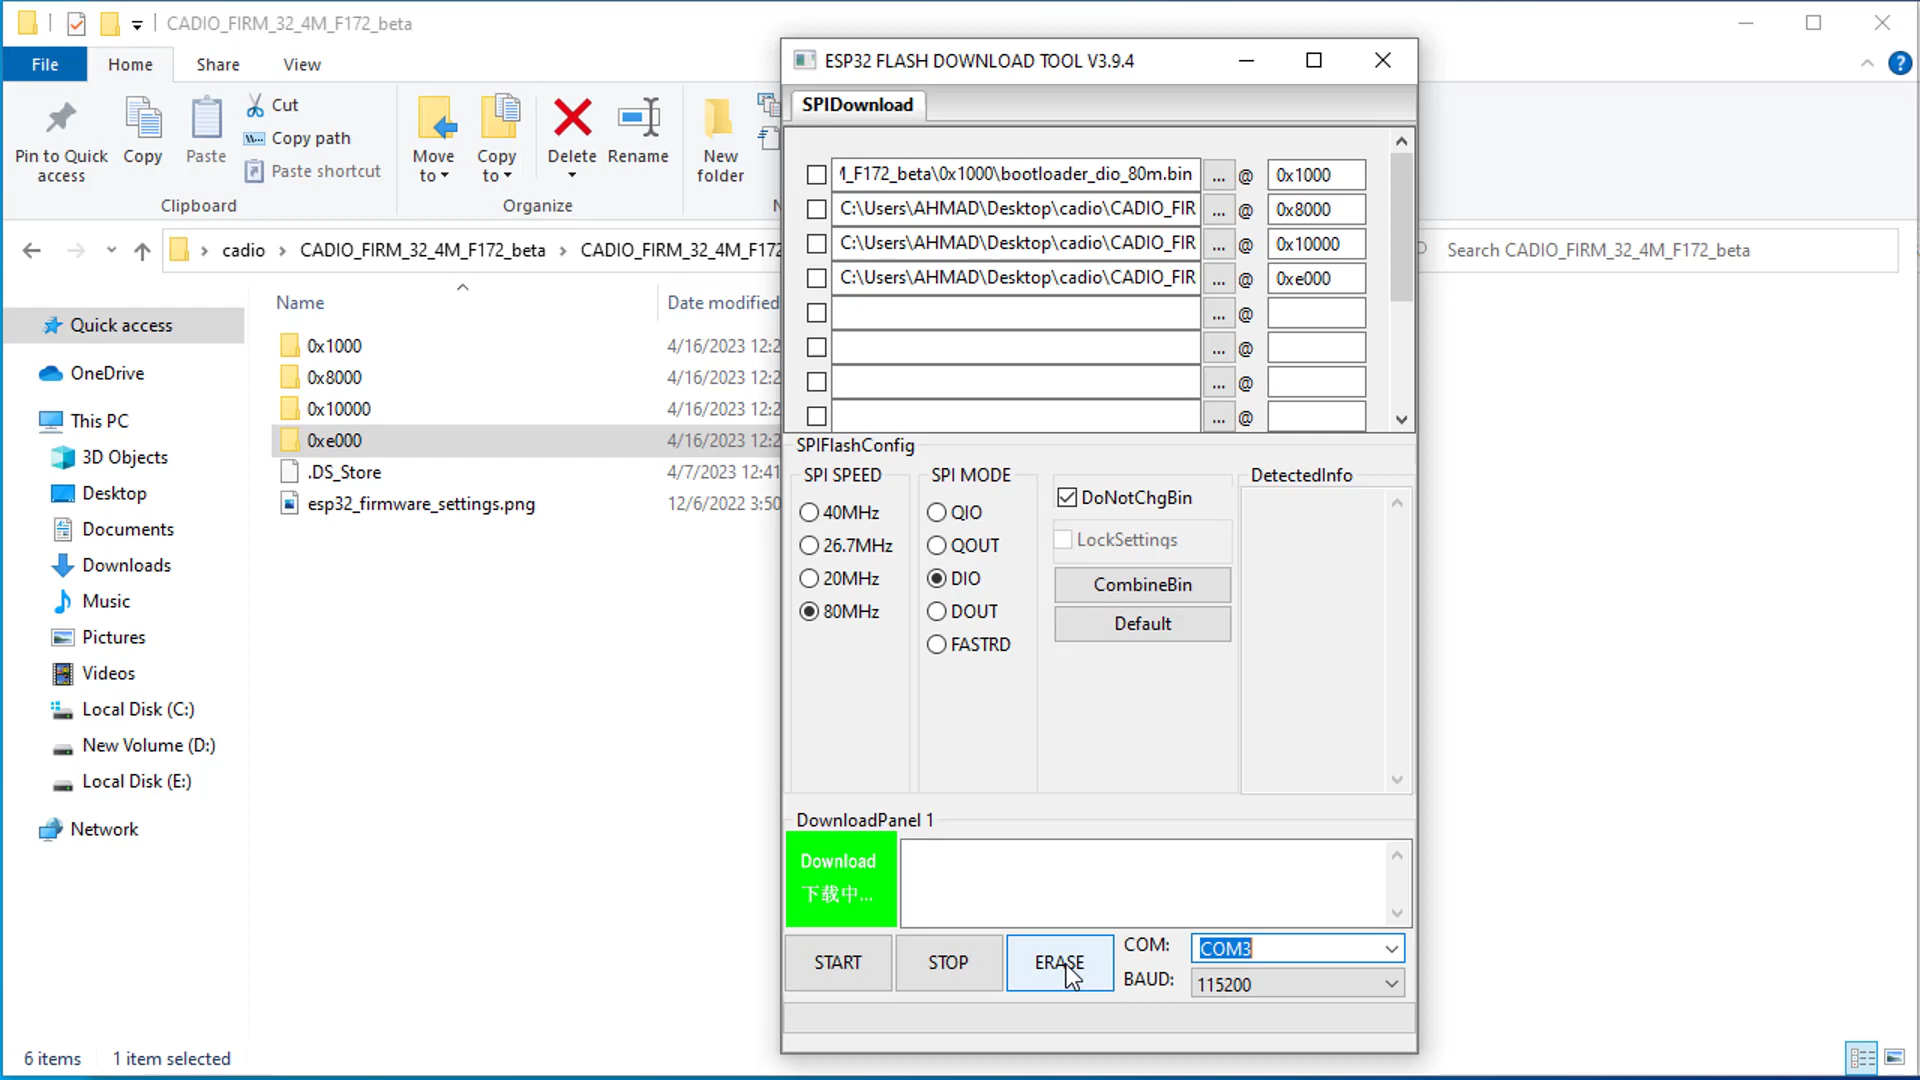 CADIO_FIRM_32_4M_F172_beta
File
Home
Share
View
Pin to Quick access
Copy
Paste
Cut
Copy path
Paste shortcut
Clipboard
Move to
Copy to
Delete
Rename
Organize
New folder
N
cadio
CADIO_FIRM_32_4M_F172_beta
CADIO_FIRM_32_4M_F172
Search CADIO_FIRM_32_4M_F172_beta
Quick access
OneDrive
This PC
3D Objects
Desktop
Documents
Downloads
Music
Pictures
Videos
Local Disk (C:)
New Volume (D:)
Local Disk (E:)
Network
Name
Date modified
0x1000
4/16/2023 12:2
0x8000
4/16/2023 12:2
0x10000
4/16/2023 12:2
0xe000
4/16/2023 12:2
.DS_Store
4/7/2023 12:41
esp32_firmware_settings.png
12/6/2022 3:50
6 items
1 item selected
ESP32 FLASH DOWNLOAD TOOL V3.9.4
SPIDownload
M_F172_beta\0x1000\bootloader_dio_80m.bin ... @ 0x1000
C:\Users\AHMAD\Desktop\cadio\CADIO_FIR ... @ 0x8000
C:\Users\AHMAD\Desktop\cadio\CADIO_FIR ... @ 0x10000
C:\Users\AHMAD\Desktop\cadio\CADIO_FIR ... @ 0xe000
... @
... @
... @
... @
SPIFlashConfig
SPI SPEED
40MHz
26.7MHz
20MHz
80MHz
SPI MODE
QIO
QOUT
DIO
DOUT
FASTRD
DoNotChgBin
LockSettings
CombineBin
Default
DetectedInfo
DownloadPanel 1
Download
下载中...
START
STOP
ERASE
COM:
COM3
BAUD:
115200